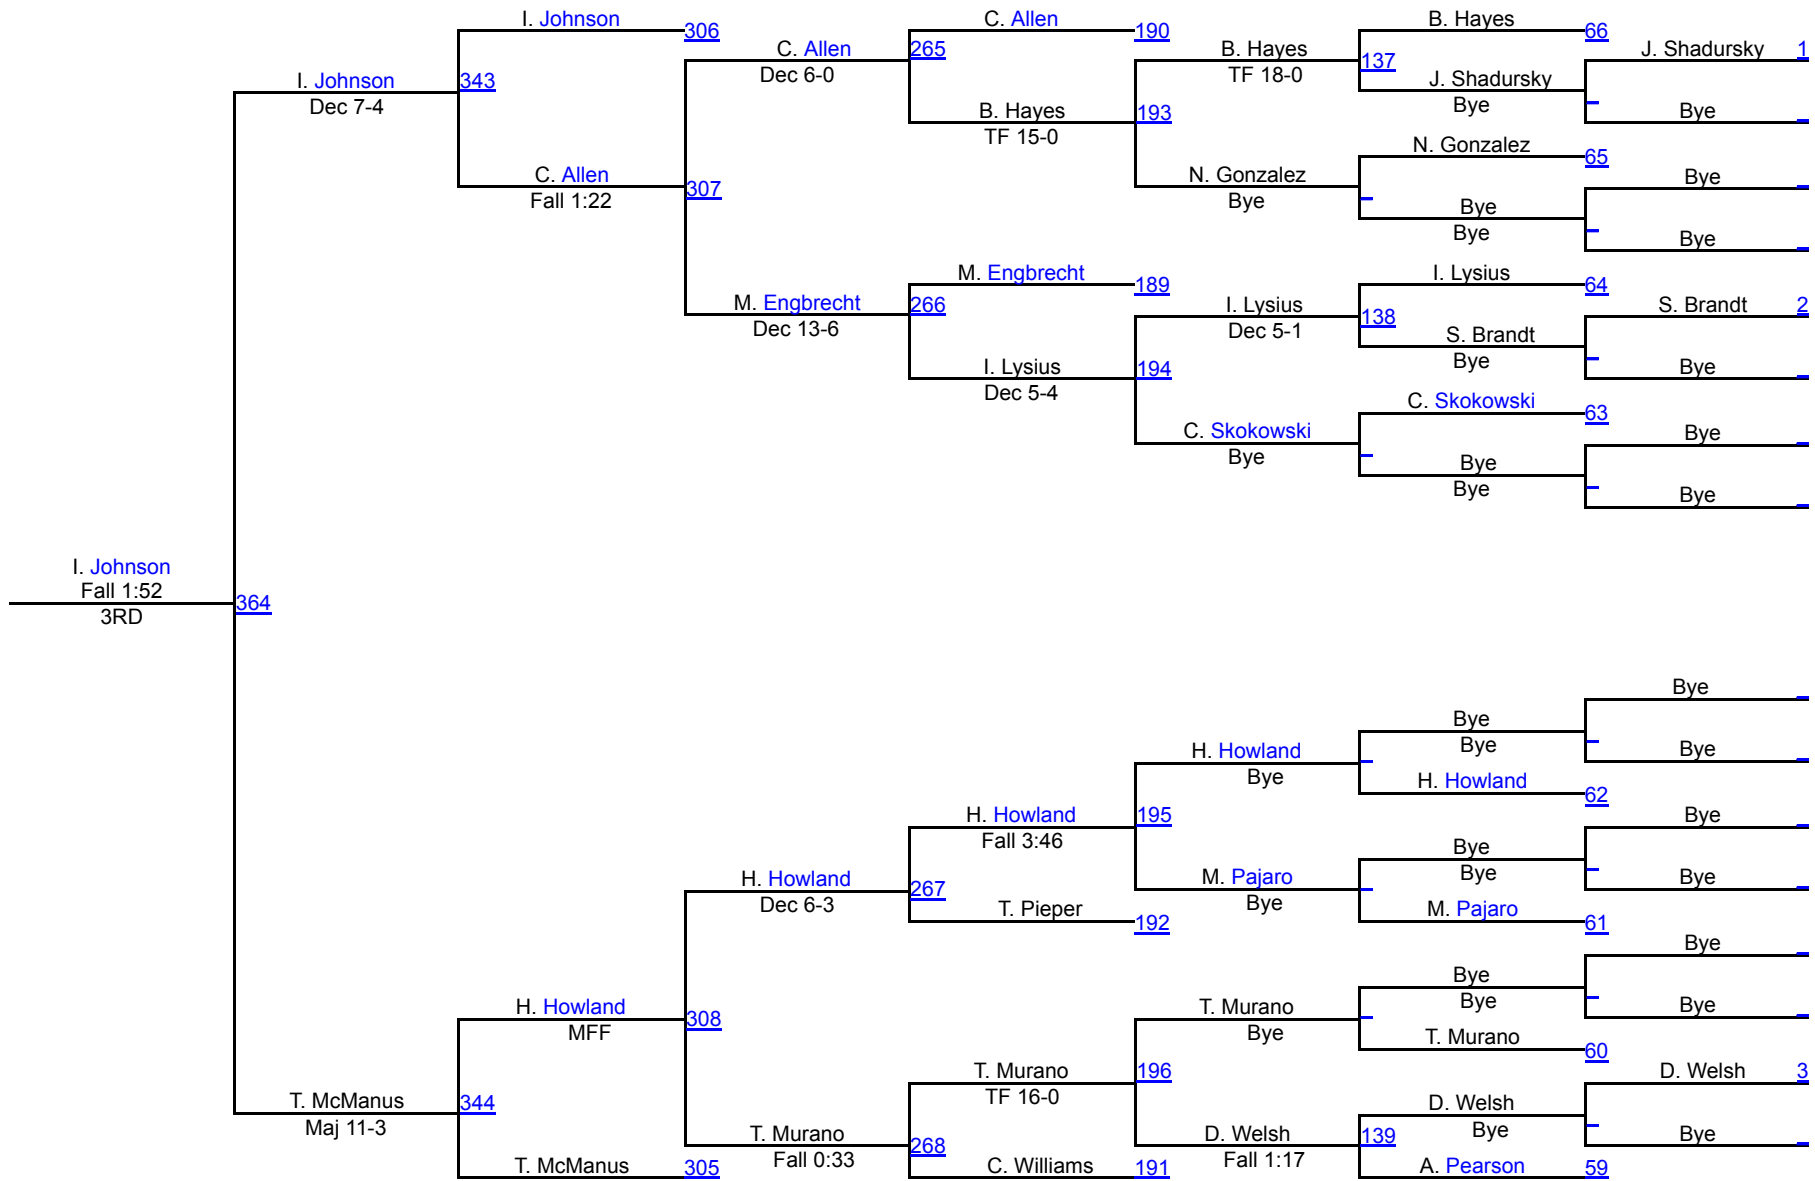 I. Johnson
306
C. Allen
190
B. Hayes
66
J. Shadursky
1
C. Allen
265
Dec 6-0
B. Hayes
137
TF 18-0
I. Johnson
343
Dec 7-4
J. Shadursky
Bye
Bye
B. Hayes
193
TF 15-0
N. Gonzalez
65
C. Allen
307
Fall 1:22
N. Gonzalez
Bye
Bye
Bye
Bye
Bye
M. Engbrecht
189
I. Lysius
64
M. Engbrecht
266
Dec 13-6
I. Lysius
138
Dec 5-1
S. Brandt
2
S. Brandt
Bye
I. Lysius
194
Dec 5-4
Bye
C. Skokowski
63
C. Skokowski
Bye
Bye
Bye
Bye
Bye
I. Johnson
Fall 1:52
364
3RD
Bye
Bye
Bye
H. Howland
Bye
Bye
H. Howland
62
H. Howland
195
Fall 3:46
Bye
Bye
Bye
H. Howland
267
Dec 6-3
M. Pajaro
Bye
Bye
T. Pieper
192
M. Pajaro
61
Bye
Bye
Bye
H. Howland
308
MFF
T. Murano
Bye
Bye
T. Murano
60
T. Murano
196
TF 16-0
D. Welsh
3
T. McManus
344
Maj 11-3
D. Welsh
Bye
T. Murano
268
Fall 0:33
D. Welsh
139
Fall 1:17
Bye
T. McManus
305
C. Williams
191
A. Pearson
59